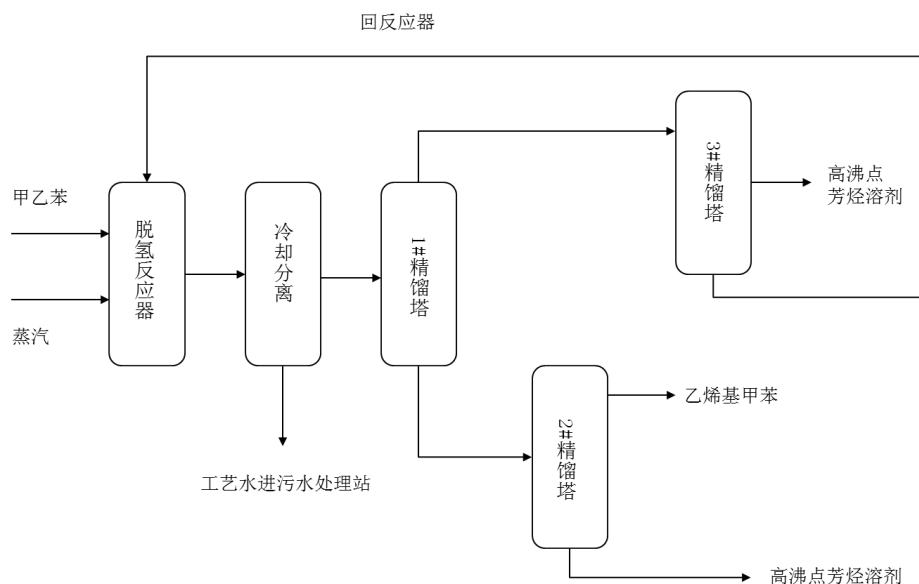 回反应器
3#精馏塔
高沸点
芳烃溶剂
甲乙苯
脱氢反应器
冷却分离
1#精馏塔
蒸汽
乙烯基甲苯
2#精馏塔
工艺水进污水处理站
高沸点芳烃溶剂